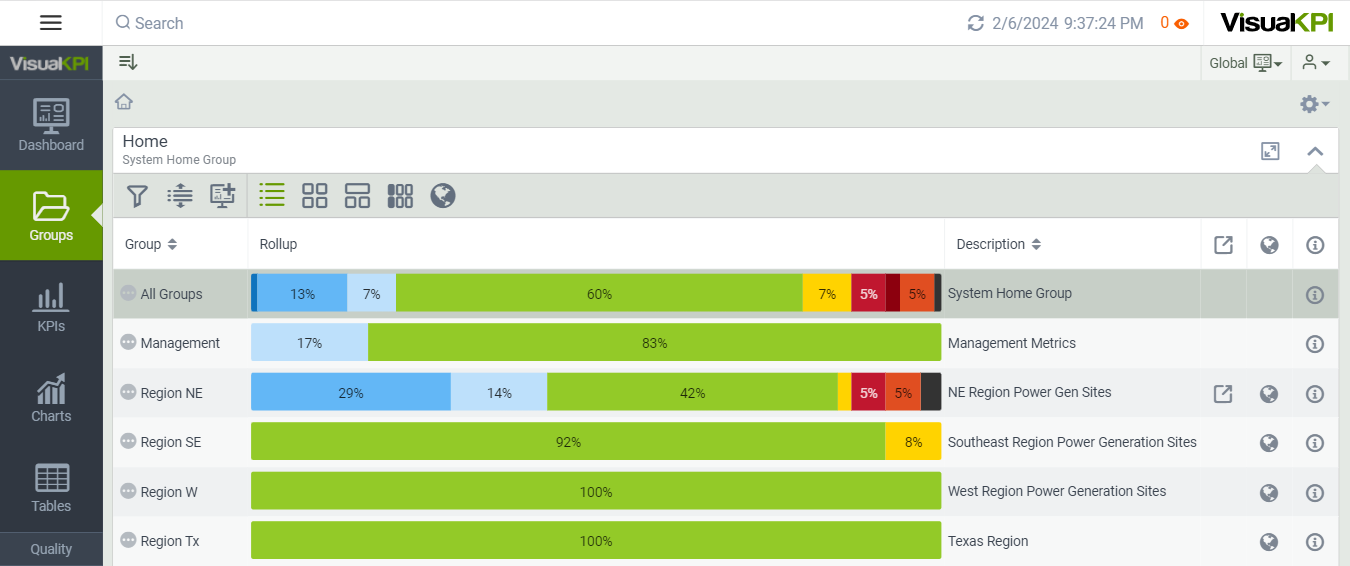 Search
2/6/2024 9:37:24 PM
0
VisualKPI
VisualKPI
Global
Dashboard
Groups
KPIs
Charts
Tables
Quality
Home
System Home Group
Group Rollup Description
All Groups 13% 7% 60% 7% 5% 5% System Home Group
Management 17% 83% Management Metrics
Region NE 29% 14% 42% 5% 5% NE Region Power Gen Sites
Region SE 92% 8% Southeast Region Power Generation Sites
Region W 100% West Region Power Generation Sites
Region Tx 100% Texas Region